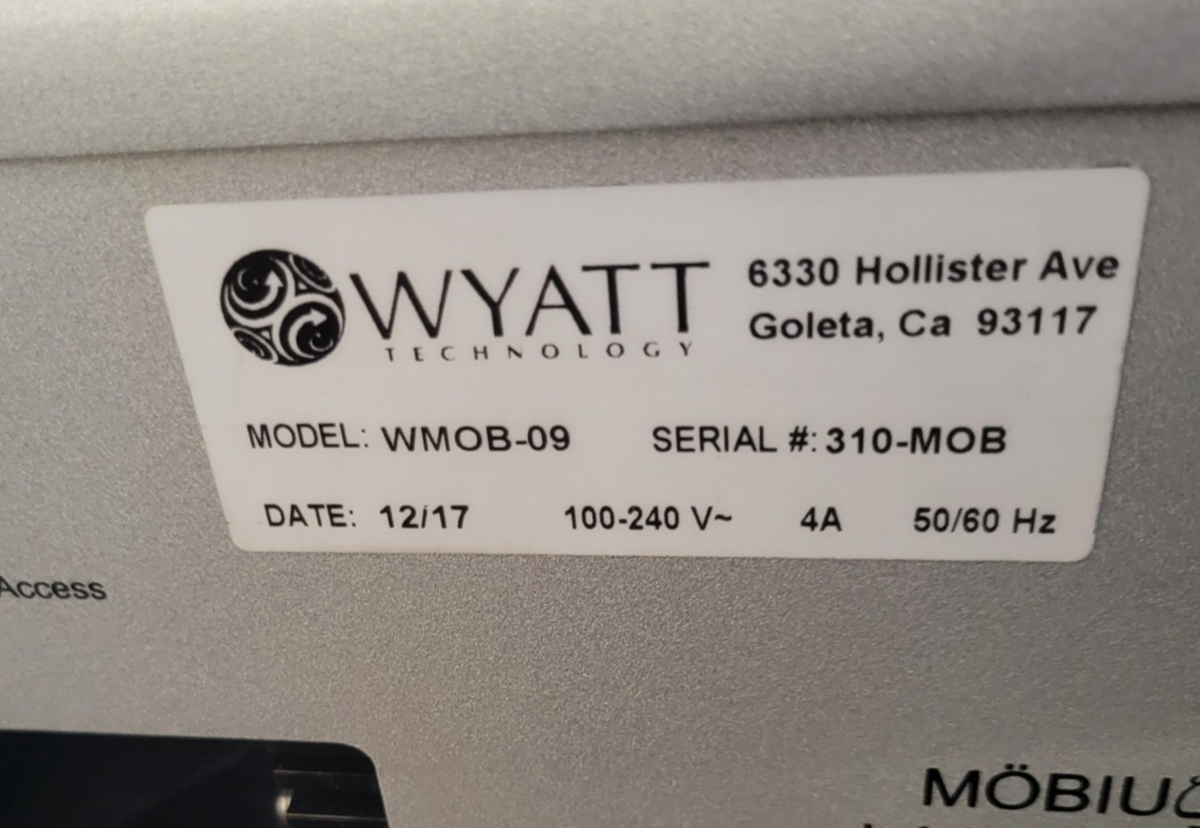 WYATT
TECHNOLOGY
6330 Hollister Ave
Goleta, Ca 93117
MODEL: WMOB-09 SERIAL #: 310-MOB
DATE: 12/17 100-240 V~ 4A 50/60 Hz
Access